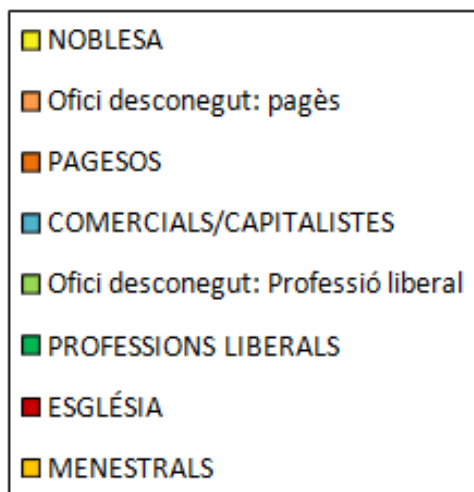 NOBLESA
Ofici desconegut: pagès
PAGESOS
COMERCIALS/CAPITALISTES
Ofici desconegut: Professió liberal
PROFESSIONS LIBERALS
ESGLÉSIA
MENESTRALS